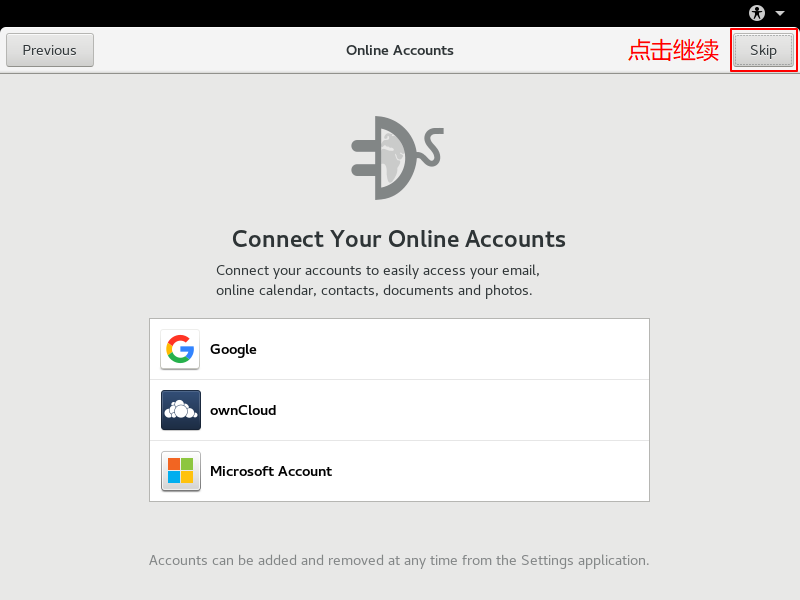 Previous
Online Accounts
点击继续
Skip
Connect Your Online Accounts
Connect your accounts to easily access your email,
online calendar, contacts, documents and photos.
Google
ownCloud
Microsoft Account
Accounts can be added and removed at any time from the Settings application.